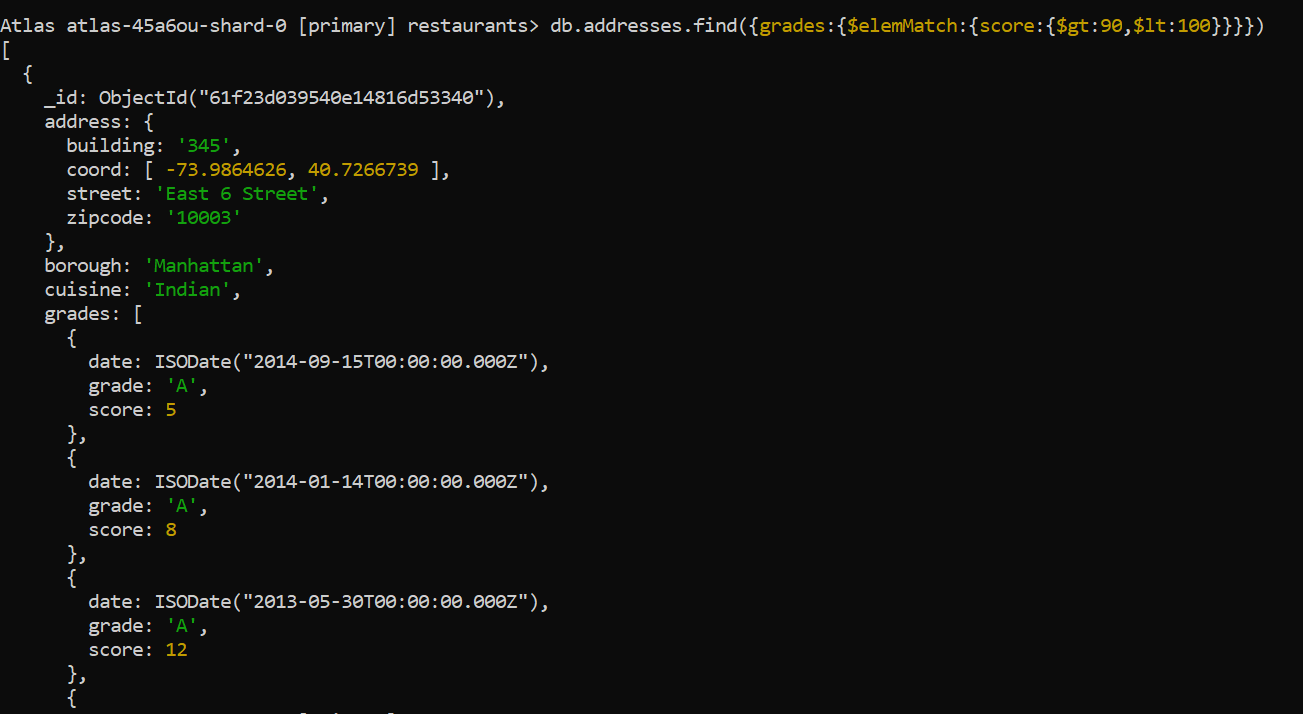 Atlas atlas-45a6ou-shard-0 [primary] restaurants> db.addresses.find({grades:{$elemMatch:{score:{$gt:90,$lt:100}}}})
[
  {
    _id: ObjectId("61f23d039540e14816d53340"),
    address: {
      building: '345',
      coord: [ -73.9864626, 40.7266739 ],
      street: 'East 6 Street',
      zipcode: '10003'
    },
    borough: 'Manhattan',
    cuisine: 'Indian',
    grades: [
      {
        date: ISODate("2014-09-15T00:00:00.000Z"),
        grade: 'A',
        score: 5
      },
      {
        date: ISODate("2014-01-14T00:00:00.000Z"),
        grade: 'A',
        score: 8
      },
      {
        date: ISODate("2013-05-30T00:00:00.000Z"),
        grade: 'A',
        score: 12
      },
      {